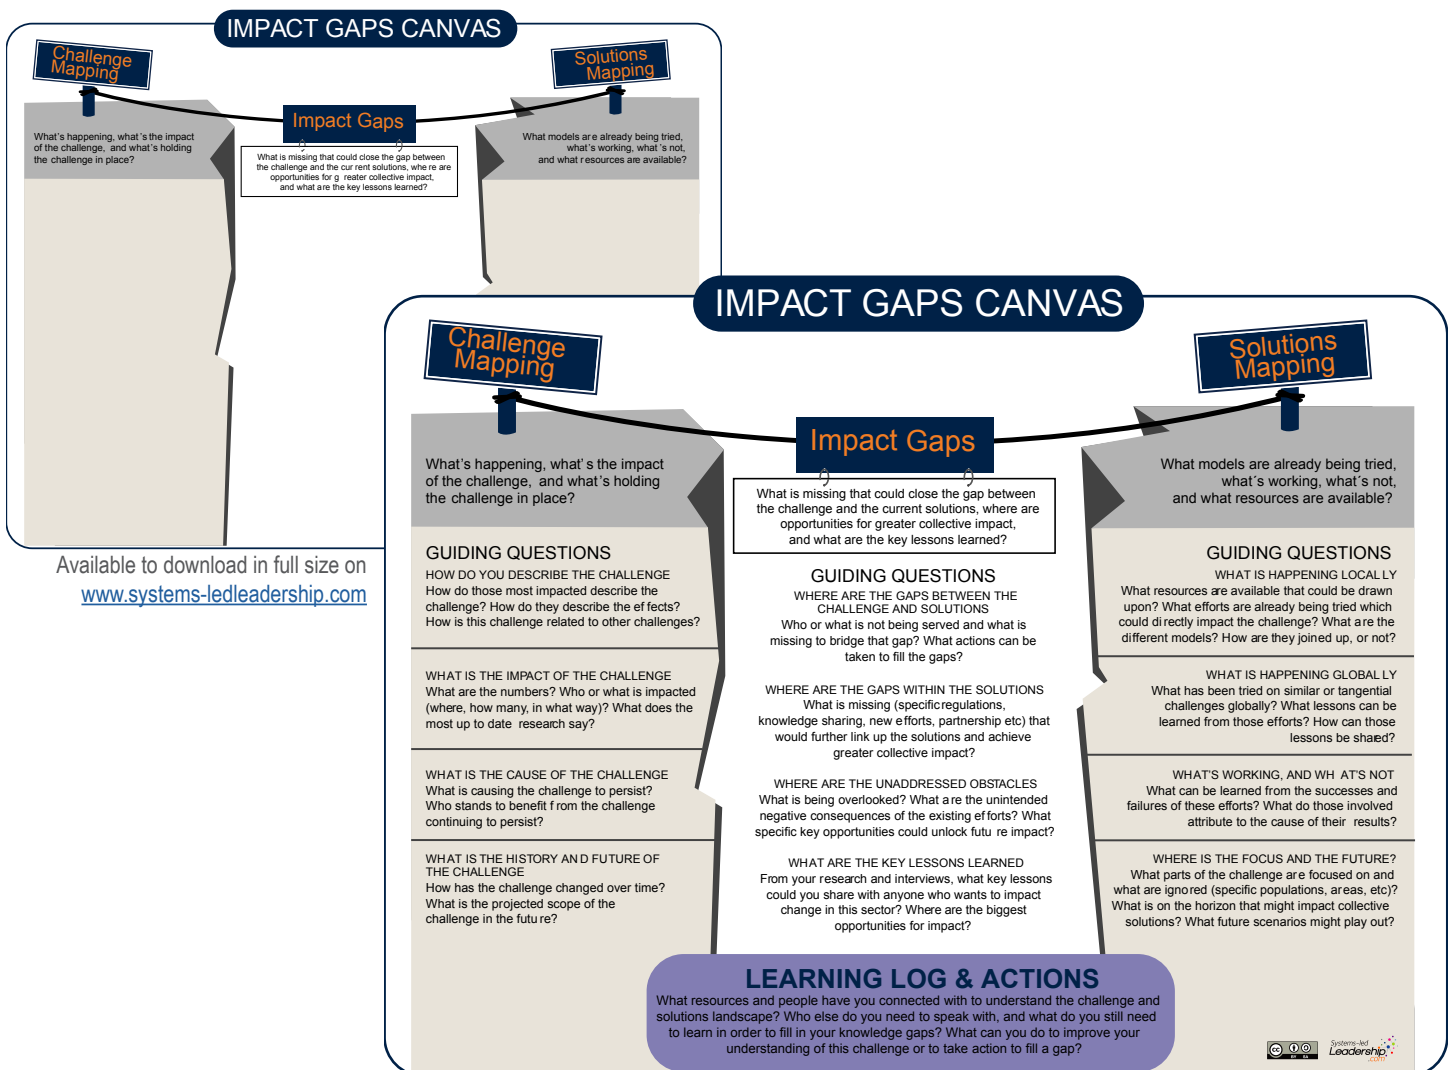 IMPACT GAPS CANVAS
Challenge
Mapping
Solutions
Mapping
Impact Gaps
What's happening, what's the impact
of the challenge, and what's holding
the challenge in place?
What is missing that could close the gap between
the challenge and the current solutions, where are
opportunities for greater collective impact,
and what are the key lessons learned?
What models are already being tried,
what's working, what's not,
and what resources are available?
Available to download in full size on
www.systems-ledleadership.com
IMPACT GAPS CANVAS
Challenge
Mapping
Solutions
Mapping
Impact Gaps
What's happening, what's the impact
of the challenge, and what's holding
the challenge in place?
GUIDING QUESTIONS
HOW DO YOU DESCRIBE THE CHALLENGE
How do those most impacted describe the
challenge? How do they describe the effects?
How is this challenge related to other challenges?
WHAT IS THE IMPACT OF THE CHALLENGE
What are the numbers? Who or what is impacted
(where, how many, in what way)? What does the
most up to date research say?
WHAT IS THE CAUSE OF THE CHALLENGE
What is causing the challenge to persist?
Who stands to benefit from the challenge
continuing to persist?
WHAT IS THE HISTORY AND FUTURE OF
THE CHALLENGE
How has the challenge changed over time?
What is the projected scope of the
challenge in the future?
What is missing that could close the gap between
the challenge and the current solutions, where are
opportunities for greater collective impact,
and what are the key lessons learned?
GUIDING QUESTIONS
WHERE ARE THE GAPS BETWEEN THE
CHALLENGE AND SOLUTIONS
Who or what is not being served and what is
missing to bridge that gap? What actions can be
taken to fill the gaps?
WHERE ARE THE GAPS WITHIN THE SOLUTIONS
What is missing (specific regulations,
knowledge sharing, new efforts, partnership etc) that
would further link up the solutions and achieve
greater collective impact?
WHERE ARE THE UNADDRESSED OBSTACLES
What is being overlooked? What are the unintended
negative consequences of the existing efforts? What
specific key opportunities could unlock future impact?
WHAT ARE THE KEY LESSONS LEARNED
From your research and interviews, what key lessons
could you share with anyone who wants to impact
change in this sector? Where are the biggest
opportunities for impact?
What models are already being tried,
what´s working, what´s not,
and what resources are available?
GUIDING QUESTIONS
WHAT IS HAPPENING LOCALLY
What resources are available that could be drawn
upon? What efforts are already being tried which
could directly impact the challenge? What are the
different models? How are they joined up, or not?
WHAT IS HAPPENING GLOBALLY
What has been tried on similar or tangential
challenges globally? What lessons can be
learned from those efforts? How can those
lessons be shared?
WHAT'S WORKING, AND WHAT'S NOT
What can be learned from the successes and
failures of these efforts? What do those involved
attribute to the cause of their results?
WHERE IS THE FOCUS AND THE FUTURE?
What parts of the challenge are focused on and
what are ignored (specific populations, areas, etc)?
What is on the horizon that might impact collective
solutions? What future scenarios might play out?
LEARNING LOG & ACTIONS
What resources and people have you connected with to understand the challenge and
solutions landscape? Who else do you need to speak with, and what do you still need
to learn in order to fill in your knowledge gaps? What can you do to improve your
understanding of this challenge or to take action to fill a gap?
cc BY SA
Systems-led
Leadership
.com